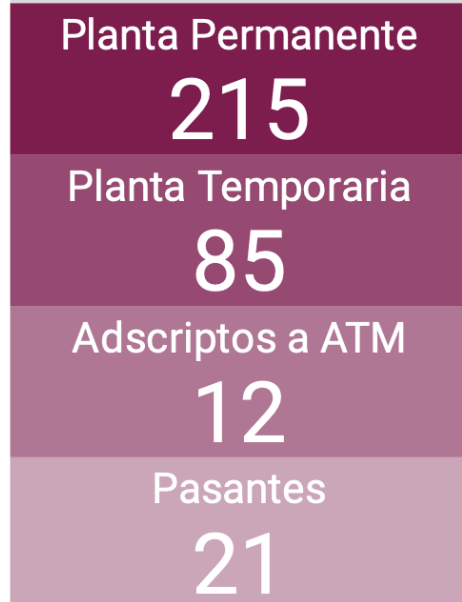 Planta Permanente
215
Planta Temporaria
85
Adscriptos a ATM
12
Pasantes
21